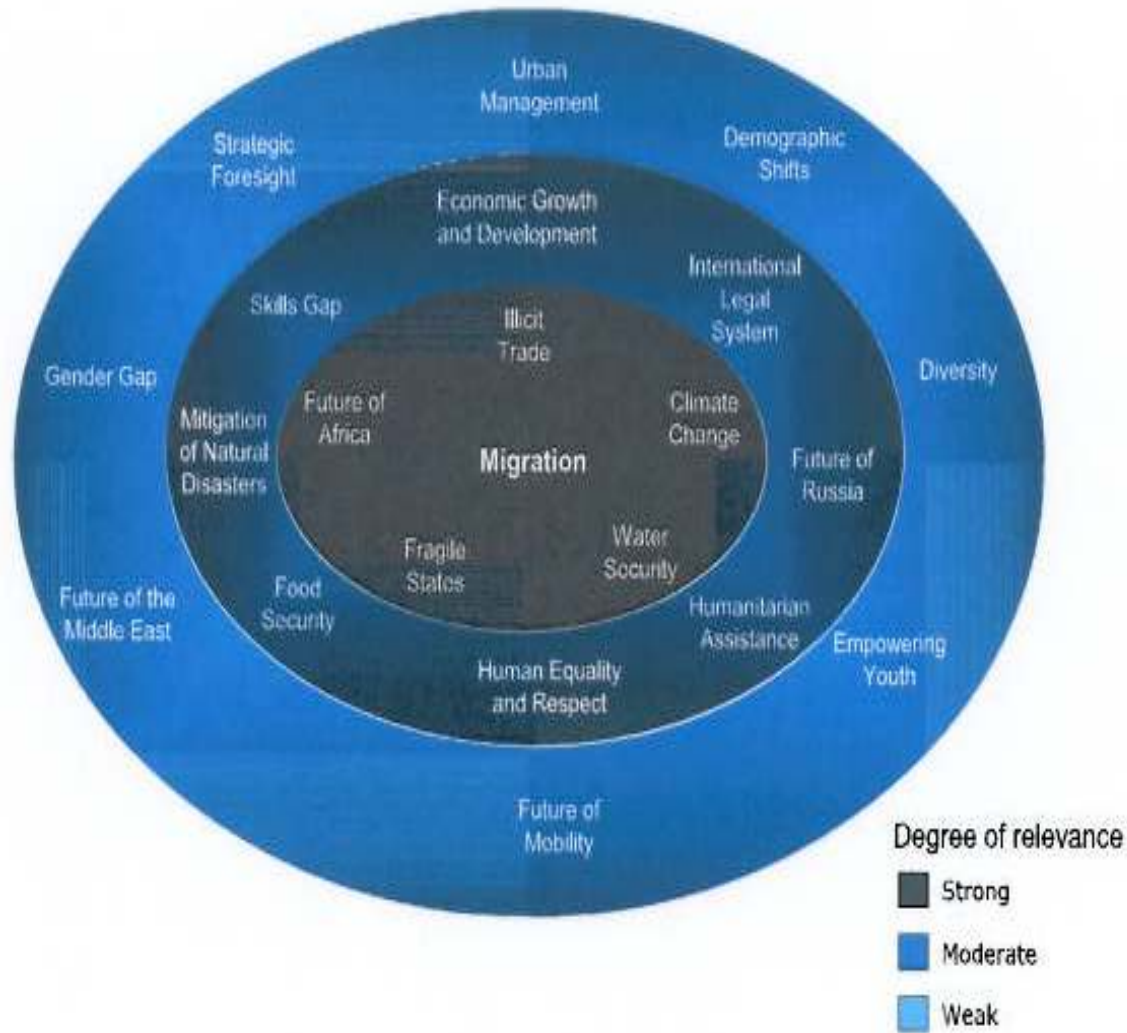 Urban
Management
Strategic
Foresight
Demographic
Shifts
Economic Growth
and Development
International
Legal
System
Skills Gap
Illicit
Trade
Gender Gap
Diversity
Future of
Africa
Climate
Change
Mitigation
of Natural
Disasters
Migration
Future of
Russia
Fragile
States
Water
Security
Food
Security
Future of the
Middle East
Humanitarian
Assistance
Empowering
Youth
Human Equality
and Respect
Future of
Mobility
Degree of relevance
Strong
Moderate
Weak